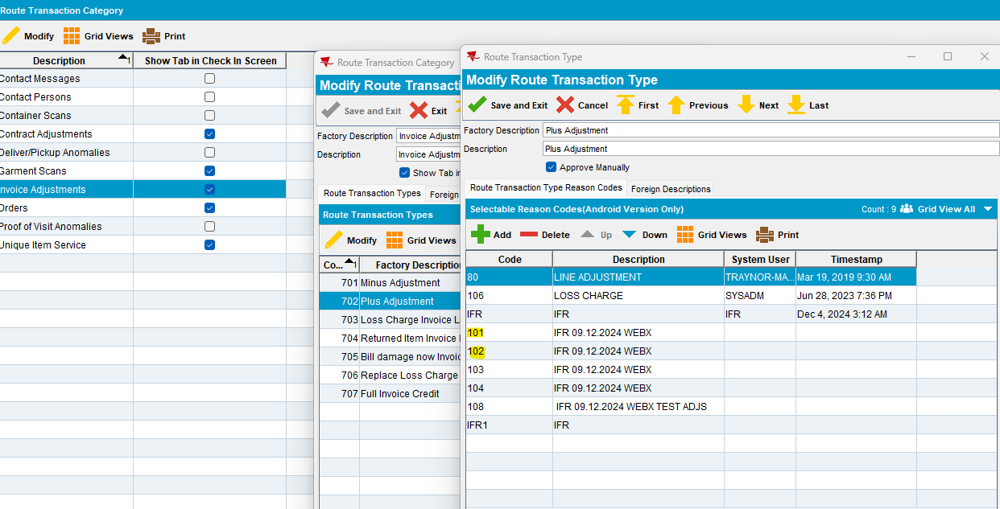 Route Transaction Category
Modify Grid Views Print
Description 1 Show Tab in Check In Screen
Contact Messages
Contact Persons
Container Scans
Contract Adjustments
Deliver/Pickup Anomalies
Garment Scans
nvoice Adjustments
Orders
Proof of Visit Anomalies
Unique Item Service
Route Transaction Category
Modify Route Transacti
Save and Exit Exit
Factory Description Invoice Adjustm
Description Invoice Adjustm
Show Tab in
Route Transaction Types Foreign
Route Transaction Types
Modify Grid Views
Co... 1 Factory Description
701 Minus Adjustment
702 Plus Adjustment
703 Loss Charge Invoice L
704 Returned Item Invoice
705 Bill damage now Invoic
706 Replace Loss Charge
707 Full Invoice Credit
Route Transaction Type
Modify Route Transaction Type
Save and Exit Cancel First Previous Next Last
Factory Description Plus Adjustment
Description Plus Adjustment
Approve Manually
Route Transaction Type Reason Codes Foreign Descriptions
Selectable Reason Codes(Android Version Only) Count : 9 Grid View All
Add Delete Up Down Grid Views Print
Code Description System User Timestamp
80 LINE ADJUSTMENT TRAYNOR-MA... Mar 19, 2019 9:30 AM
106 LOSS CHARGE SYSADM Jun 28, 2023 7:36 PM
IFR IFR IFR Dec 4, 2024 3:12 AM
101 IFR 09.12.2024 WEBX
102 IFR 09.12.2024 WEBX
103 IFR 09.12.2024 WEBX
104 IFR 09.12.2024 WEBX
108 IFR 09.12.2024 WEBX TEST ADJS
IFR1 IFR